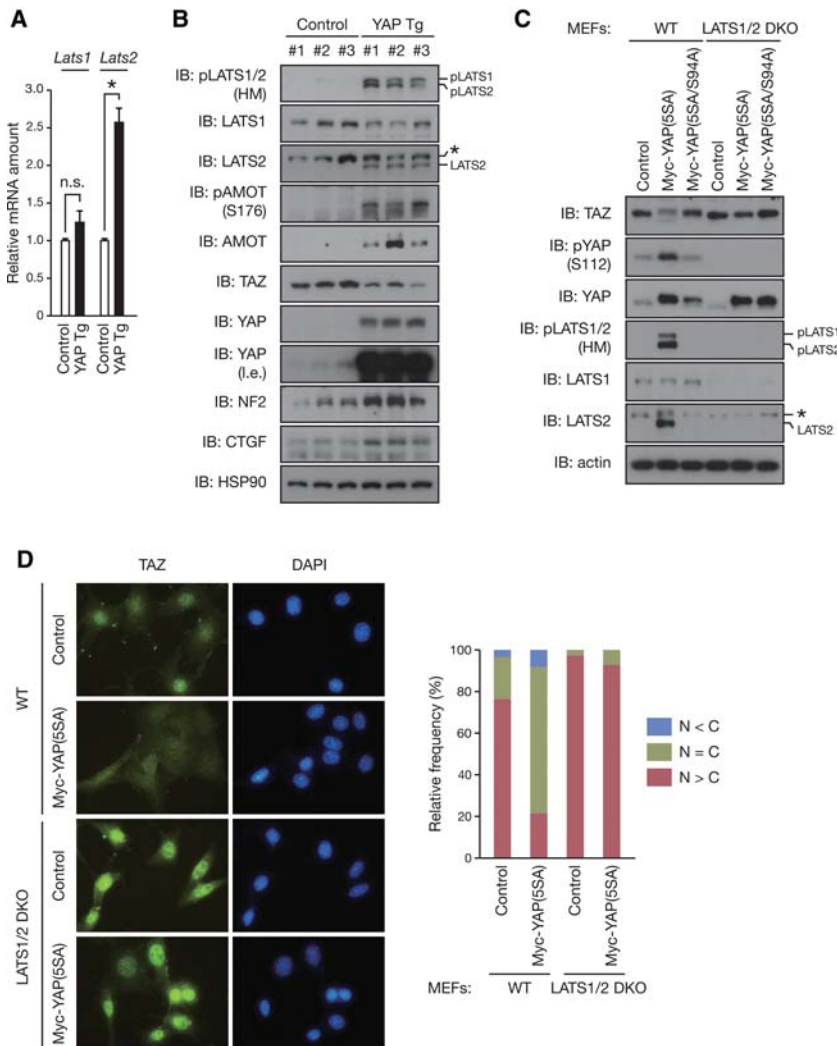 A
Lats1 Lats2
*
n.s.
Relative mRNA amount
3.0
2.5
2.0
1.5
1.0
0.5
0
Control
YAP Tg
Control
YAP Tg
B
Control YAP Tg
#1 #2 #3 #1 #2 #3
IB: pLATS1/2
(HM)
pLATS1
pLATS2
IB: LATS1
IB: LATS2
*
LATS2
IB: pAMOT
(S176)
IB: AMOT
IB: TAZ
IB: YAP
IB: YAP
(l.e.)
IB: NF2
IB: CTGF
IB: HSP90
C
MEFs: WT LATS1/2 DKO
Control
Myc-YAP(5SA)
Myc-YAP(5SA/S94A)
Control
Myc-YAP(5SA)
Myc-YAP(5SA/S94A)
IB: TAZ
IB: pYAP
(S112)
IB: YAP
IB: pLATS1/2
(HM)
pLATS1
pLATS2
IB: LATS1
IB: LATS2
*
LATS2
IB: actin
D
TAZ DAPI
WT
Control
Myc-YAP(5SA)
LATS1/2 DKO
Control
Myc-YAP(5SA)
Relative frequency (%)
100
80
60
40
20
0
N < C
N = C
N > C
Control
Myc-YAP(5SA)
Control
Myc-YAP(5SA)
MEFs: WT LATS1/2 DKO